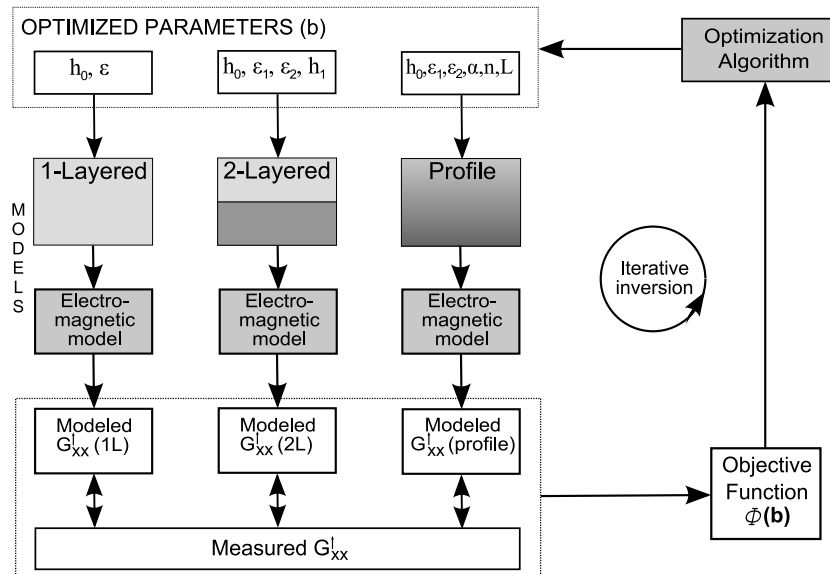 OPTIMIZED PARAMETERS (b)
h₀, ε
h₀, ε₁, ε₂, h₁
h₀,ε₁,ε₂,α,n,L
Optimization
Algorithm
MODELS
1-Layered
2-Layered
Profile
Electro-
magnetic
model
Electro-
magnetic
model
Electro-
magnetic
model
Iterative
inversion
Modeled
G↑xx (1L)
Modeled
G↑xx (2L)
Modeled
G↑xx (profile)
Objective
Function
Φ(b)
Measured G↑xx